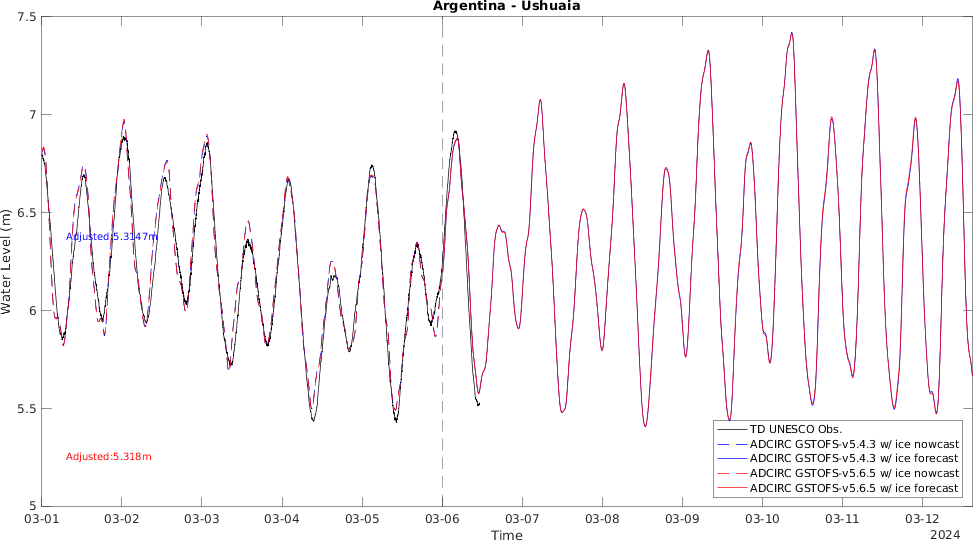 Argentina - Ushuaia
7.5
7
6.5
6
5.5
5
Water Level (m)
Adjusted:5.3147m
Adjusted:5.318m
TD UNESCO Obs.
ADCIRC GSTOFS-v5.4.3 w/ ice nowcast
ADCIRC GSTOFS-v5.4.3 w/ ice forecast
ADCIRC GSTOFS-v5.6.5 w/ ice nowcast
ADCIRC GSTOFS-v5.6.5 w/ ice forecast
03-01 03-02 03-03 03-04 03-05 03-06 03-07 03-08 03-09 03-10 03-11 03-12
Time
2024